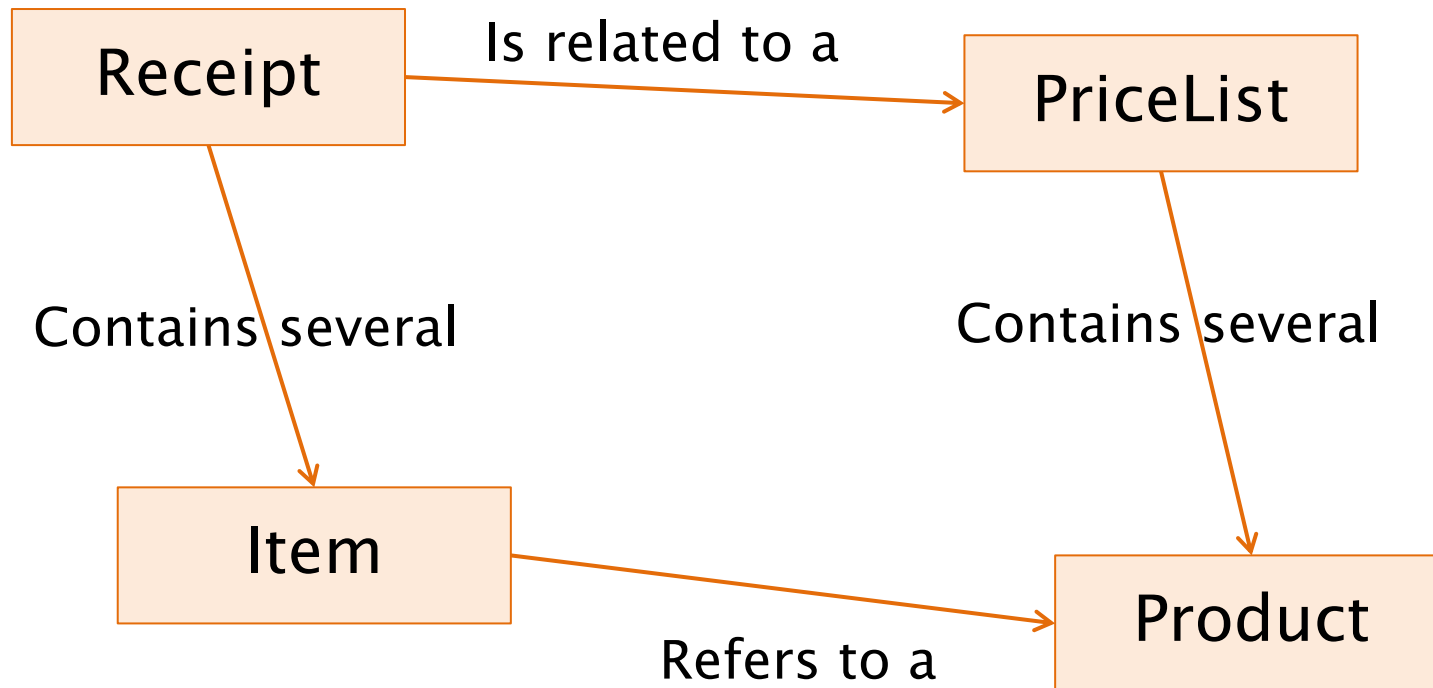 Receipt
Is related to a
PriceList
Contains several
Contains several
Item
Refers to a
Product